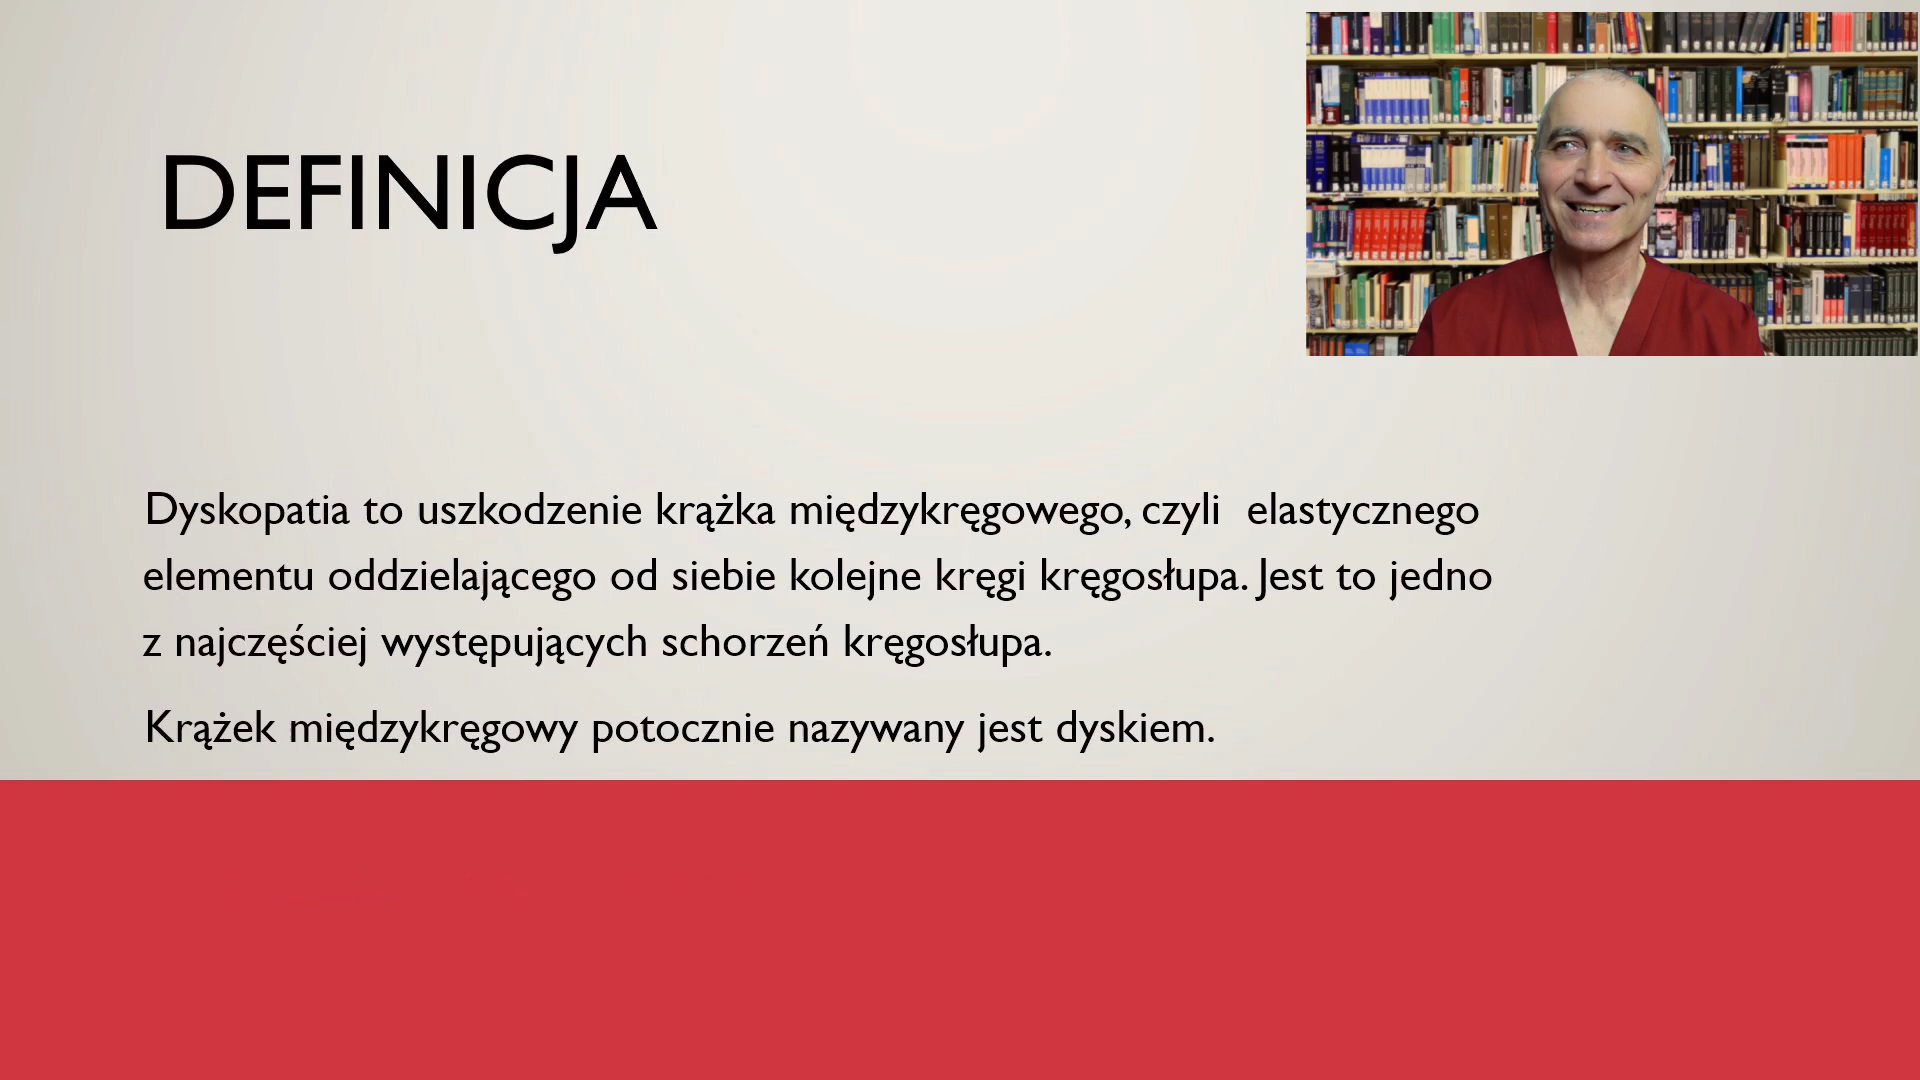 DEFINICJA
Dyskopatia to uszkodzenie krążka międzykręgowego, czyli  elastycznego
elementu oddzielającego od siebie kolejne kręgi kręgosłupa. Jest to jedno
z najczęściej występujących schorzeń kręgosłupa.
Krążek międzykręgowy potocznie nazywany jest dyskiem.